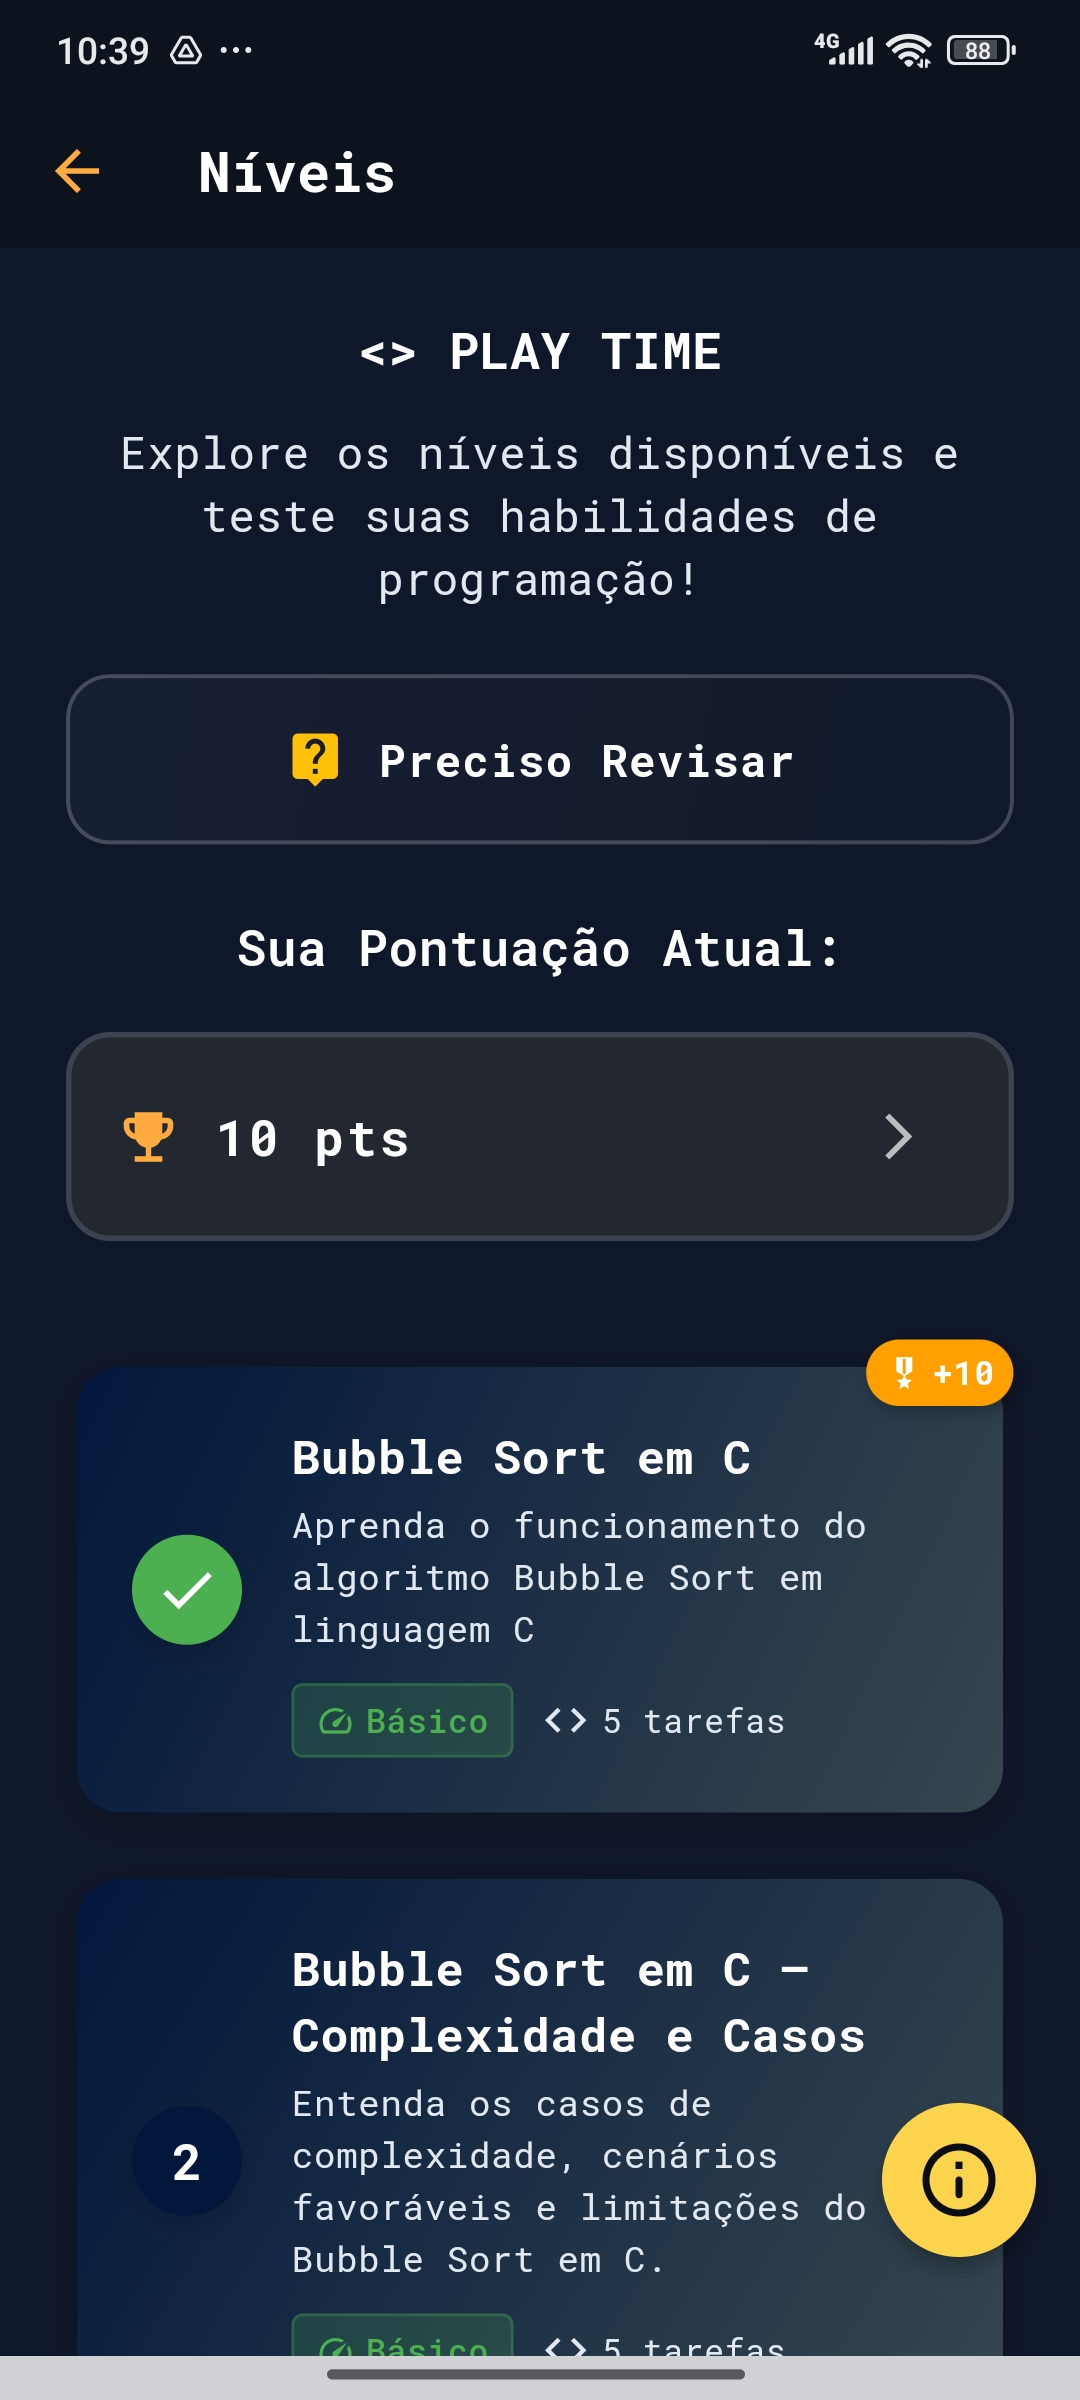 10:39
4G
88
Níveis
<> PLAY TIME
Explore os níveis disponíveis e
teste suas habilidades de
programação!
Preciso Revisar
Sua Pontuação Atual:
10 pts
+10
Bubble Sort em C
Aprenda o funcionamento do
algoritmo Bubble Sort em
linguagem C
Básico
<> 5 tarefas
Bubble Sort em C –
Complexidade e Casos
2
Entenda os casos de
complexidade, cenários
favoráveis e limitações do
Bubble Sort em C.
Básico
<> 5 tarefas